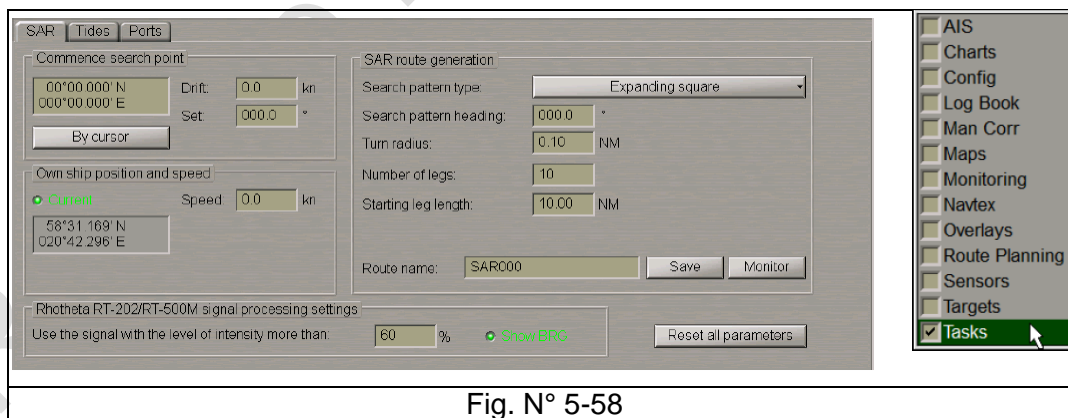 SAR Tides Ports
Commence search point
00°00.000' N
000°00.000' E
Drift: 0.0 kn
Set: 000.0 °
By cursor
Own ship position and speed
Current Speed: 0.0 kn
58°31.169' N
020°42.296' E
SAR route generation
Search pattern type: Expanding square
Search pattern heading: 000.0 °
Turn radius: 0.10 NM
Number of legs: 10
Starting leg length: 10.00 NM
Route name: SAR000 Save Monitor
Rhotheta RT-202/RT-500M signal processing settings
Use the signal with the level of intensity more than: 60 % Show BRG
Reset all parameters
AIS
Charts
Config
Log Book
Man Corr
Maps
Monitoring
Navtex
Overlays
Route Planning
Sensors
Targets
Tasks
Fig. N° 5-58